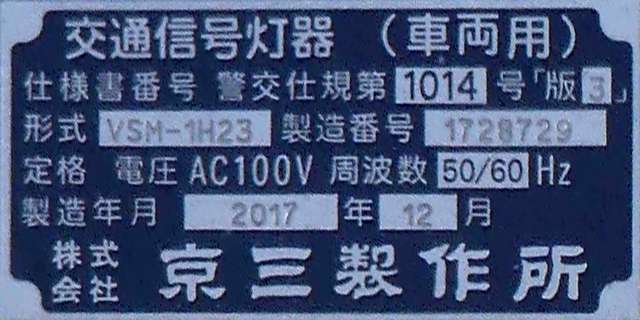 交通信号灯器 （車両用）
仕様書番号 警交仕規第 1014 号「版 3」
形式 VSM-1H23 製造番号 1728729
定格 電圧 AC100V 周波数 50/60 Hz
製造年月 2017 年 12 月
株式会社 京三製作所